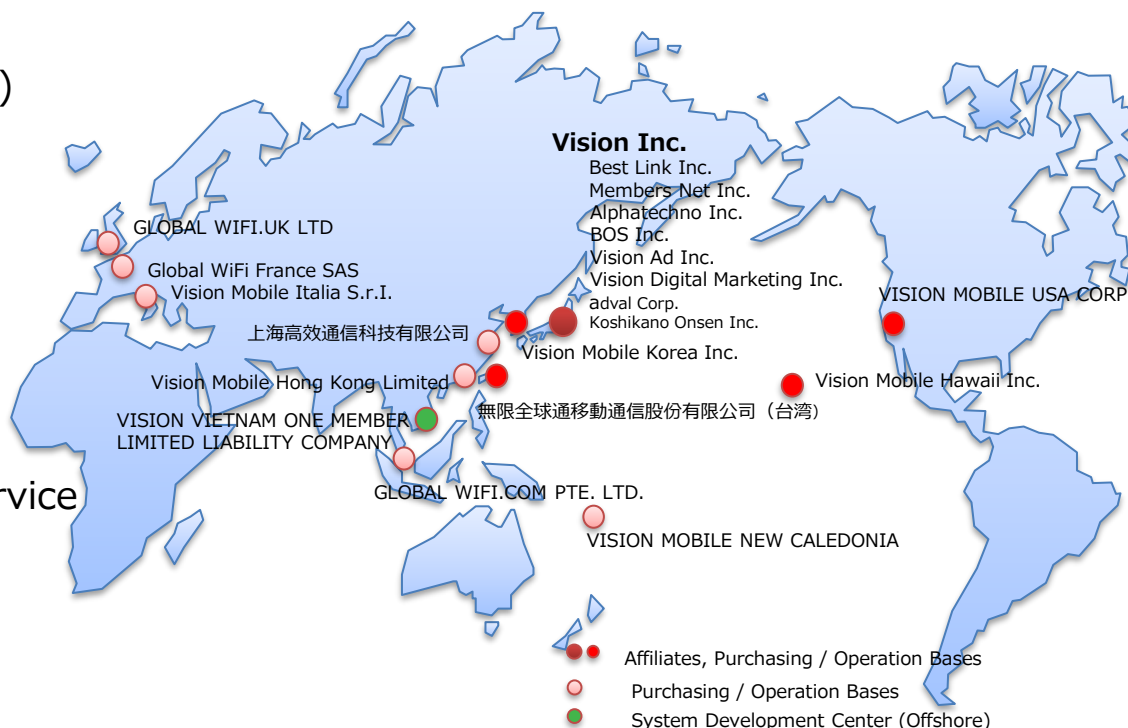 )
Vision Inc.
Best Link Inc.
Members Net Inc.
Alphatechno Inc.
BOS Inc.
Vision Ad Inc.
Vision Digital Marketing Inc.
adval Corp.
Koshikano Onsen Inc.
GLOBAL WIFI.UK LTD
Global WiFi France SAS
Vision Mobile Italia S.r.I.
VISION MOBILE USA CORP
上海高效通信科技有限公司
Vision Mobile Korea Inc.
Vision Mobile Hong Kong Limited
Vision Mobile Hawaii Inc.
無限全球通移動通信股份有限公司（台湾）
VISION VIETNAM ONE MEMBER
LIMITED LIABILITY COMPANY
rvice
GLOBAL WIFI.COM PTE. LTD.
VISION MOBILE NEW CALEDONIA
Affiliates, Purchasing / Operation Bases
Purchasing / Operation Bases
System Development Center (Offshore)